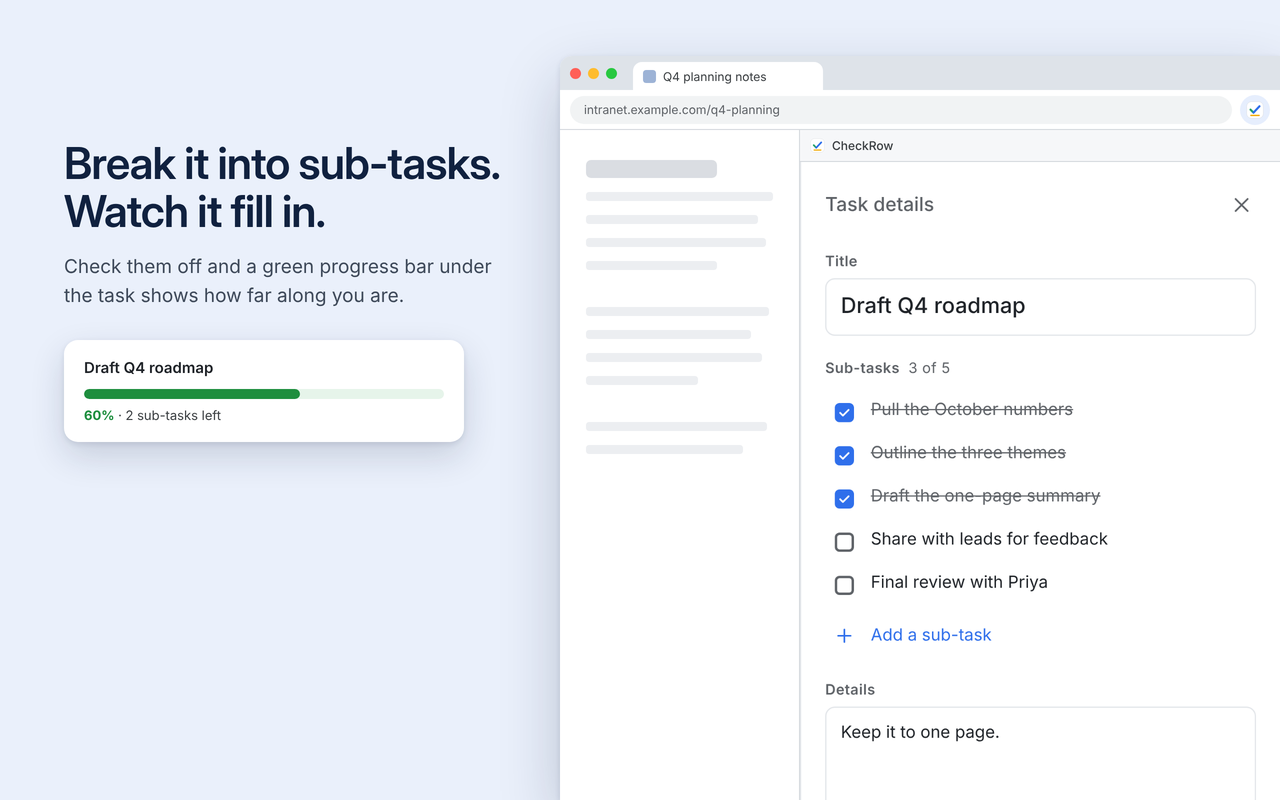 Break it into sub-tasks.
Watch it fill in.
Check them off and a green progress bar under
the task shows how far along you are.
Draft Q4 roadmap
60% · 2 sub-tasks left
Q4 planning notes
intranet.example.com/q4-planning
CheckRow
Task details
Title
Draft Q4 roadmap
Sub-tasks 3 of 5
Pull the October numbers
Outline the three themes
Draft the one-page summary
Share with leads for feedback
Final review with Priya
+ Add a sub-task
Details
Keep it to one page.